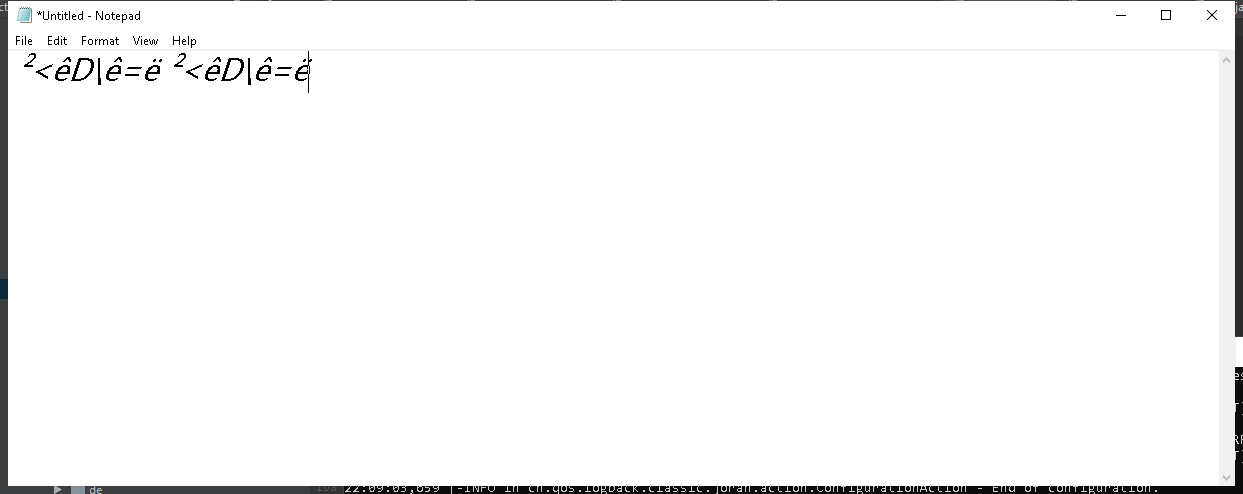 *Untitled - Notepad
File Edit Format View Help
²<êD\ê=ë ²<êD\ê=ë
de
22:09:03,659 |-INFO in ch.qos.logback.classic.joran.action.ConfigurationAction - End of configuration.